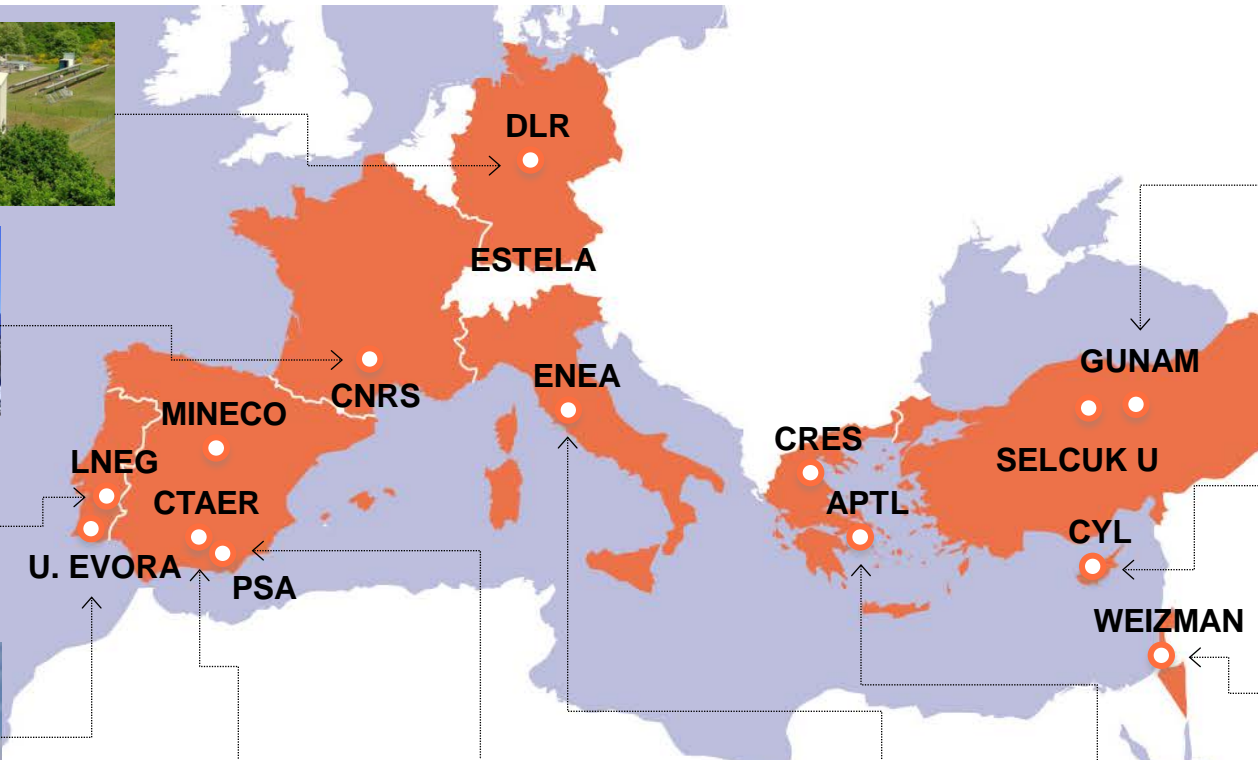 DLR
ESTELA
GUNAM
ENEA
CNRS
MINECO
CRES
SELCUK U
LNEG
CTAER
APTL
CYL
U. EVORA
PSA
WEIZMAN